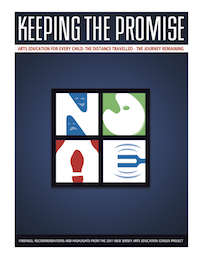 KEEPING THE PROMISE
ARTS EDUCATION FOR EVERY CHILD: THE DISTANCE TRAVELLED - THE JOURNEY REMAINING
FINDINGS, RECOMMENDATIONS AND HIGHLIGHTS FROM THE 2011 NEW JERSEY ARTS EDUCATION CENSUS PROJECT